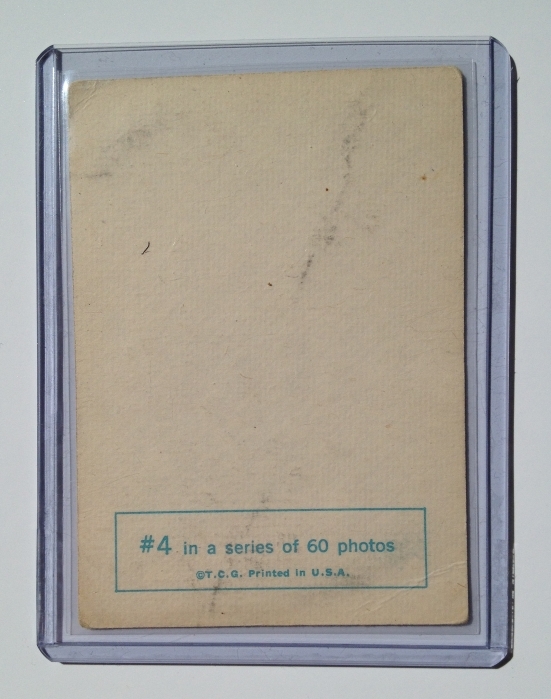 #4 in a series of 60 photos
©T.C.G. Printed in U.S.A.